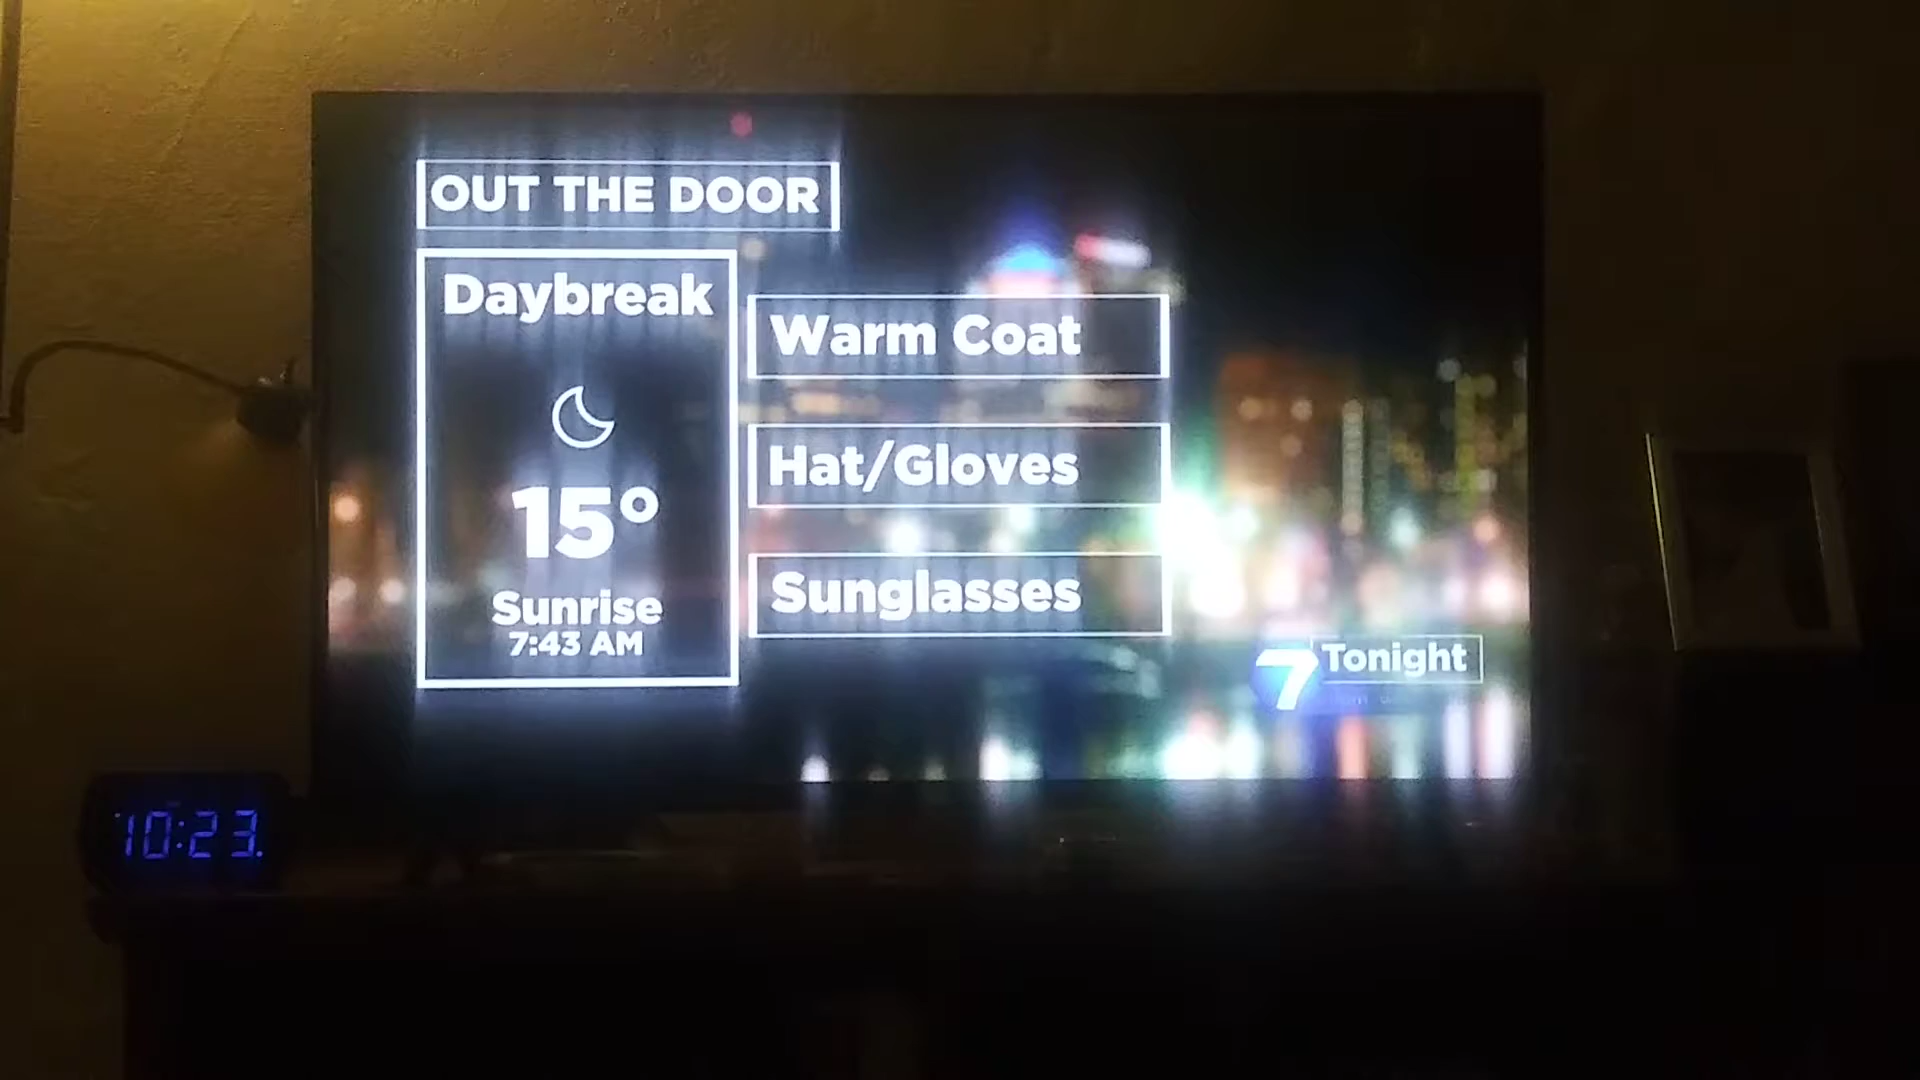 OUT THE DOOR
Daybreak
15°
Sunrise
7:43 AM
Warm Coat
Hat/Gloves
Sunglasses
7 Tonight
10:23